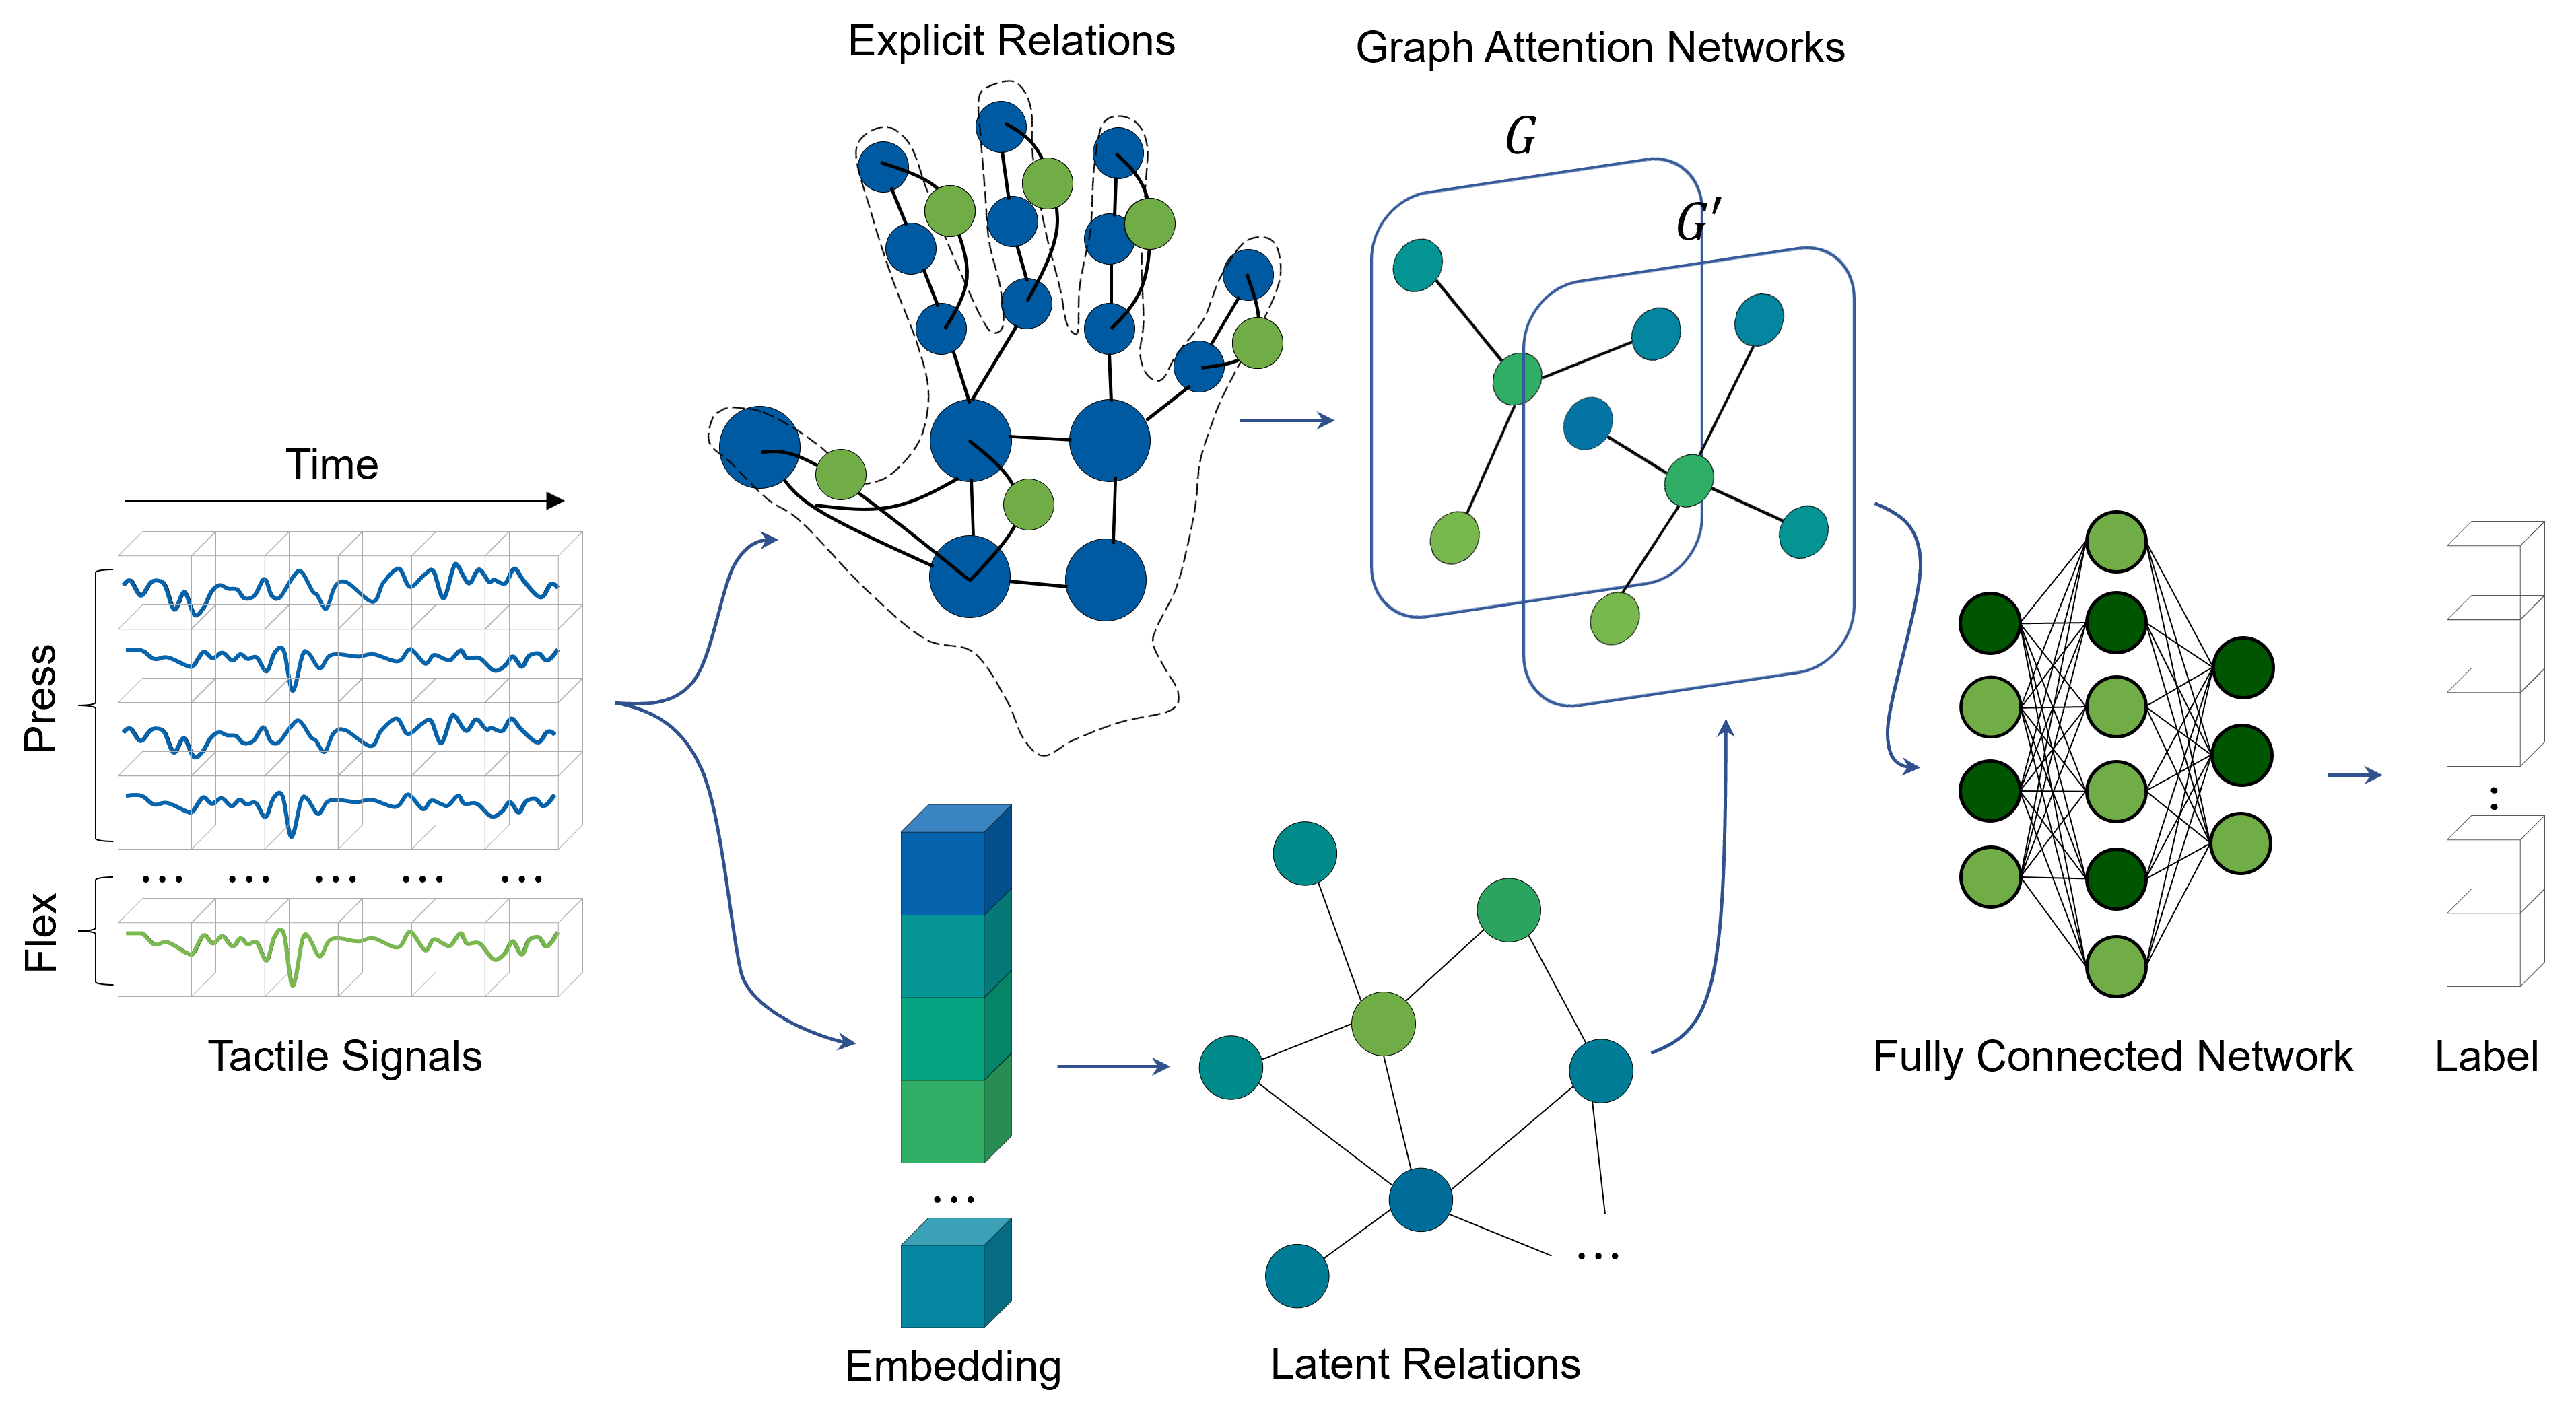 Explicit Relations
Graph Attention Networks
G
G′
Time
Press
Flex
...
Tactile Signals
...
Embedding
...
Latent Relations
Fully Connected Network
:
Label